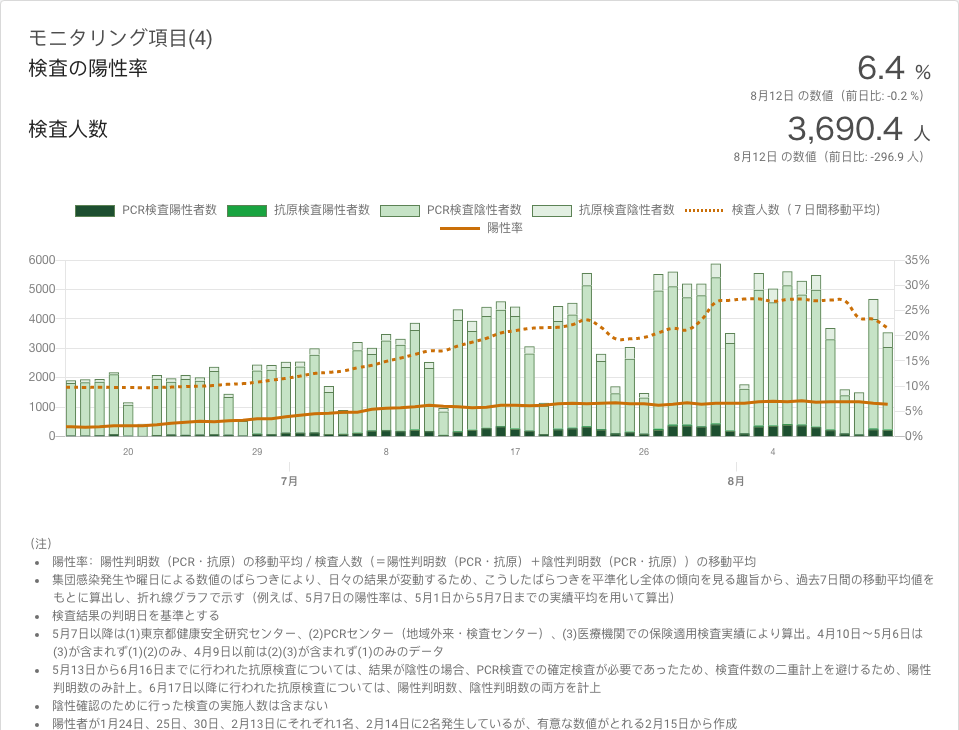 モニタリング項目(4)
検査の陽性率
6.4 %
8月12日 の数値（前日比: -0.2 %）
検査人数
3,690.4 人
8月12日 の数値（前日比: -296.9 人）
PCR検査陽性者数 抗原検査陽性者数 PCR検査陰性者数 抗原検査陰性者数 検査人数（７日間移動平均）
陽性率
6000 35%
5000 30%
4000 25%
3000 20%
2000 15%
1000 10%
0 5%
0%
20 29 8 17 26 4
7月 8月
（注）
• 陽性率：陽性判明数（PCR・抗原）の移動平均 / 検査人数（＝陽性判明数（PCR・抗原）＋陰性判明数（PCR・抗原））の移動平均
• 集団感染発生や曜日による数値のばらつきにより、日々の結果が変動するため、こうしたばらつきを平準化し全体の傾向を見る趣旨から、過去7日間の移動平均値を
もとに算出し、折れ線グラフで示す（例えば、5月7日の陽性率は、5月1日から5月7日までの実績平均を用いて算出）
• 検査結果の判明日を基準とする
• 5月7日以降は(1)東京都健康安全研究センター、(2)PCRセンター（地域外来・検査センター）、(3)医療機関での保険適用検査実績により算出。4月10日～5月6日は
(3)が含まれず(1)(2)のみ、4月9日以前は(2)(3)が含まれず(1)のみのデータ
• 5月13日から6月16日までに行われた抗原検査については、結果が陰性の場合、PCR検査での確定検査が必要であったため、検査件数の二重計上を避けるため、陽性
判明数のみ計上。6月17日以降に行われた抗原検査については、陽性判明数、陰性判明数の両方を計上
• 陰性確認のために行った検査の実施人数は含まない
• 陽性者が1月24日、25日、30日、2月13日にそれぞれ1名、2月14日に2名発生しているが、有意な数値がとれる2月15日から作成